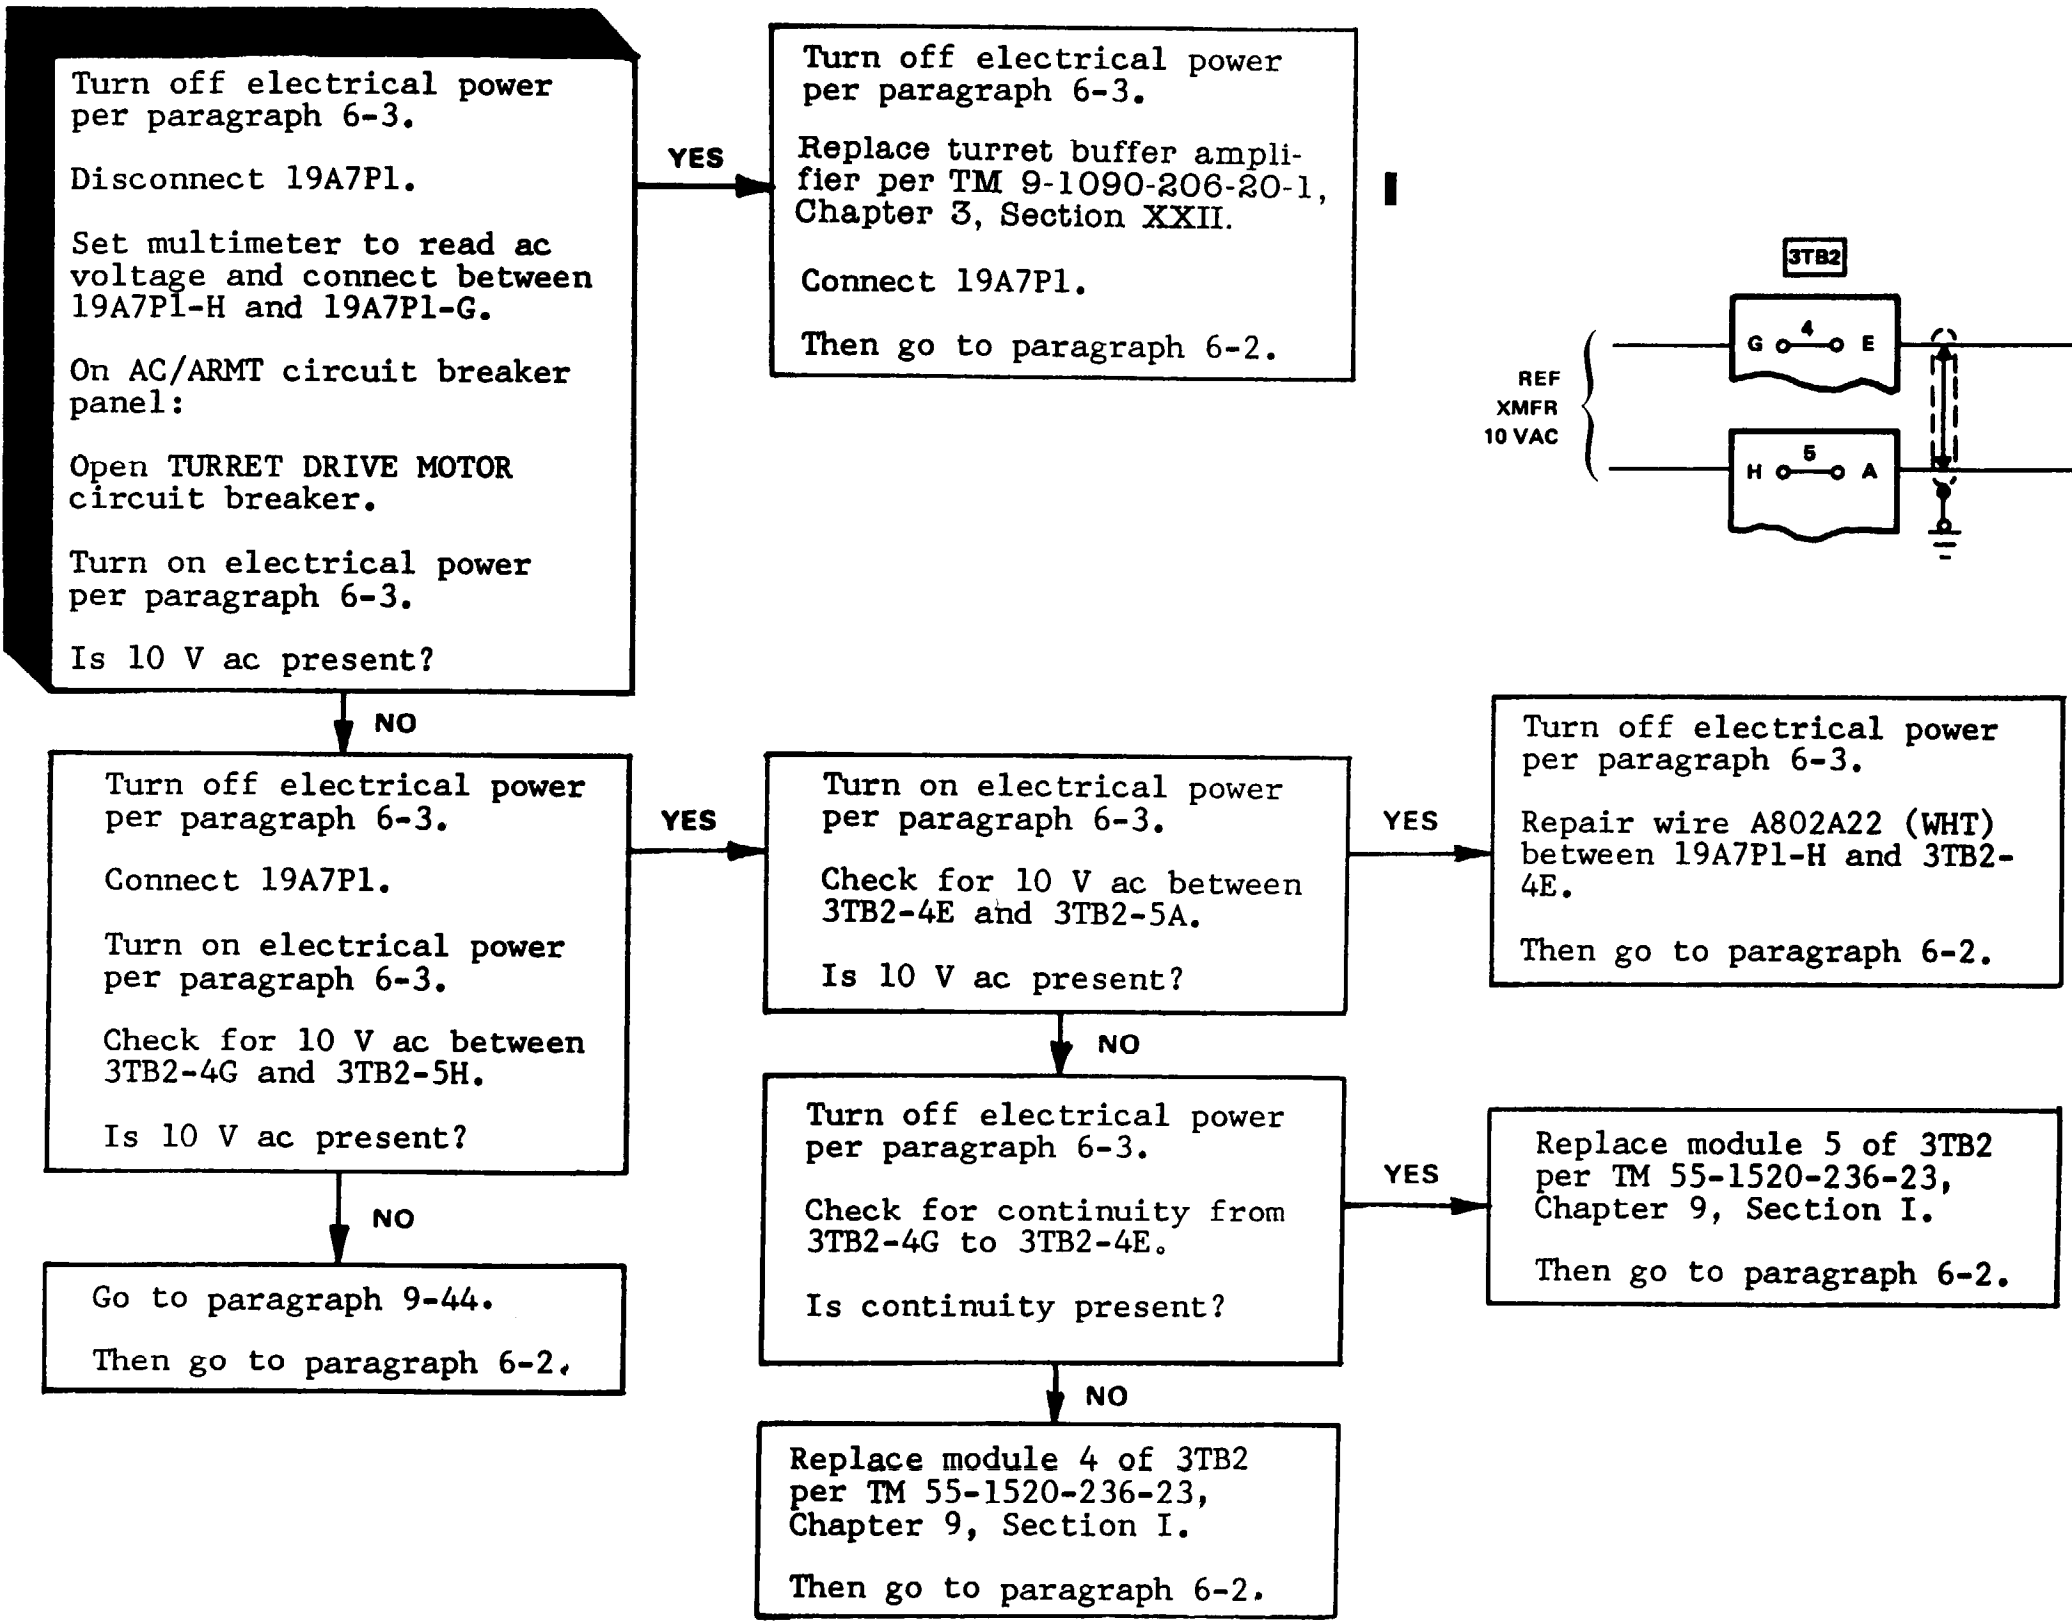 Turn off electrical power
per paragraph 6-3.
Disconnect 19A7P1.
Set multimeter to read ac
voltage and connect between
19A7P1-H and 19A7P1-G.
On AC/ARMT circuit breaker
panel:
Open TURRET DRIVE MOTOR
circuit breaker.
Turn on electrical power
per paragraph 6-3.
Is 10 V ac present?
YES
Turn off electrical power
per paragraph 6-3.
Replace turret buffer ampli-
fier per TM 9-1090-206-20-1,
Chapter 3, Section XXII.
Connect 19A7P1.
Then go to paragraph 6-2.
3TB2
G 4 E
REF
XMFR
10 VAC
H 5 A
NO
Turn off electrical power
per paragraph 6-3.
Connect 19A7P1.
Turn on electrical power
per paragraph 6-3.
Check for 10 V ac between
3TB2-4G and 3TB2-5H.
Is 10 V ac present?
YES
Turn on electrical power
per paragraph 6-3.
Check for 10 V ac between
3TB2-4E and 3TB2-5A.
Is 10 V ac present?
YES
Turn off electrical power
per paragraph 6-3.
Repair wire A802A22 (WHT)
between 19A7P1-H and 3TB2-
4E.
Then go to paragraph 6-2.
NO
Go to paragraph 9-44.
Then go to paragraph 6-2.
NO
Turn off electrical power
per paragraph 6-3.
Check for continuity from
3TB2-4G to 3TB2-4E.
Is continuity present?
YES
Replace module 5 of 3TB2
per TM 55-1520-236-23,
Chapter 9, Section I.
Then go to paragraph 6-2.
NO
Replace module 4 of 3TB2
per TM 55-1520-236-23,
Chapter 9, Section I.
Then go to paragraph 6-2.